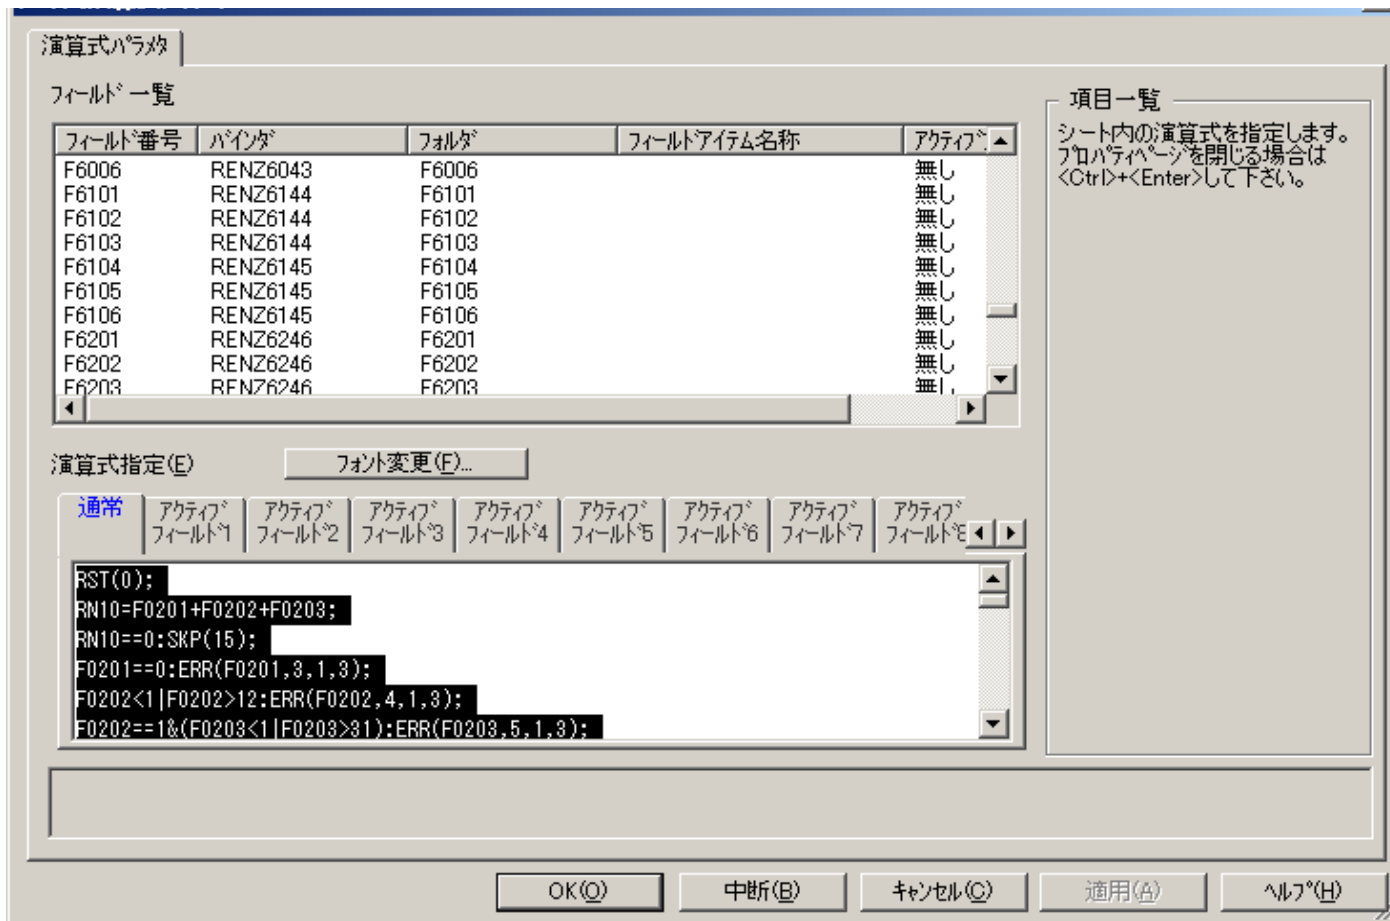 演算式ﾊﾟﾗﾒﾀ
ﾌｨｰﾙﾄﾞ一覧
ﾌｨｰﾙﾄﾞ番号 ﾊﾞｲﾝﾀﾞ ﾌｫﾙﾀﾞ ﾌｨｰﾙﾄﾞｱｲﾃﾑ名称 ｱｸﾃｨﾌﾞ
F6006 RENZ6043 F6006 無し
F6101 RENZ6144 F6101 無し
F6102 RENZ6144 F6102 無し
F6103 RENZ6144 F6103 無し
F6104 RENZ6145 F6104 無し
F6105 RENZ6145 F6105 無し
F6106 RENZ6145 F6106 無し
F6201 RENZ6246 F6201 無し
F6202 RENZ6246 F6202 無し
F6203 RENZ6246 F6203 無し
項目一覧
シート内の演算式を指定します。
ﾌﾟﾛﾊﾟﾃｨﾍﾟｰｼﾞを閉じる場合は
<Ctrl>+<Enter>して下さい。
演算式指定(E) ﾌｫﾝﾄ変更(F)...
通常 ｱｸﾃｨﾌﾞ ｱｸﾃｨﾌﾞ ｱｸﾃｨﾌﾞ ｱｸﾃｨﾌﾞ ｱｸﾃｨﾌﾞ ｱｸﾃｨﾌﾞ ｱｸﾃｨﾌﾞ ｱｸﾃｨﾌﾞ
ﾌｨｰﾙﾄﾞ1 ﾌｨｰﾙﾄﾞ2 ﾌｨｰﾙﾄﾞ3 ﾌｨｰﾙﾄﾞ4 ﾌｨｰﾙﾄﾞ5 ﾌｨｰﾙﾄﾞ6 ﾌｨｰﾙﾄﾞ7 ﾌｨｰﾙﾄﾞ8
RST(0);
RN10=F0201+F0202+F0203;
RN10==0:SKP(15);
F0201==0:ERR(F0201,3,1,3);
F0202<1|F0202>12:ERR(F0202,4,1,3);
F0202==1&(F0203<1|F0203>31):ERR(F0203,5,1,3);
OK(O) 中断(B) ｷｬﾝｾﾙ(C) 適用(A) ﾍﾙﾌﾟ(H)